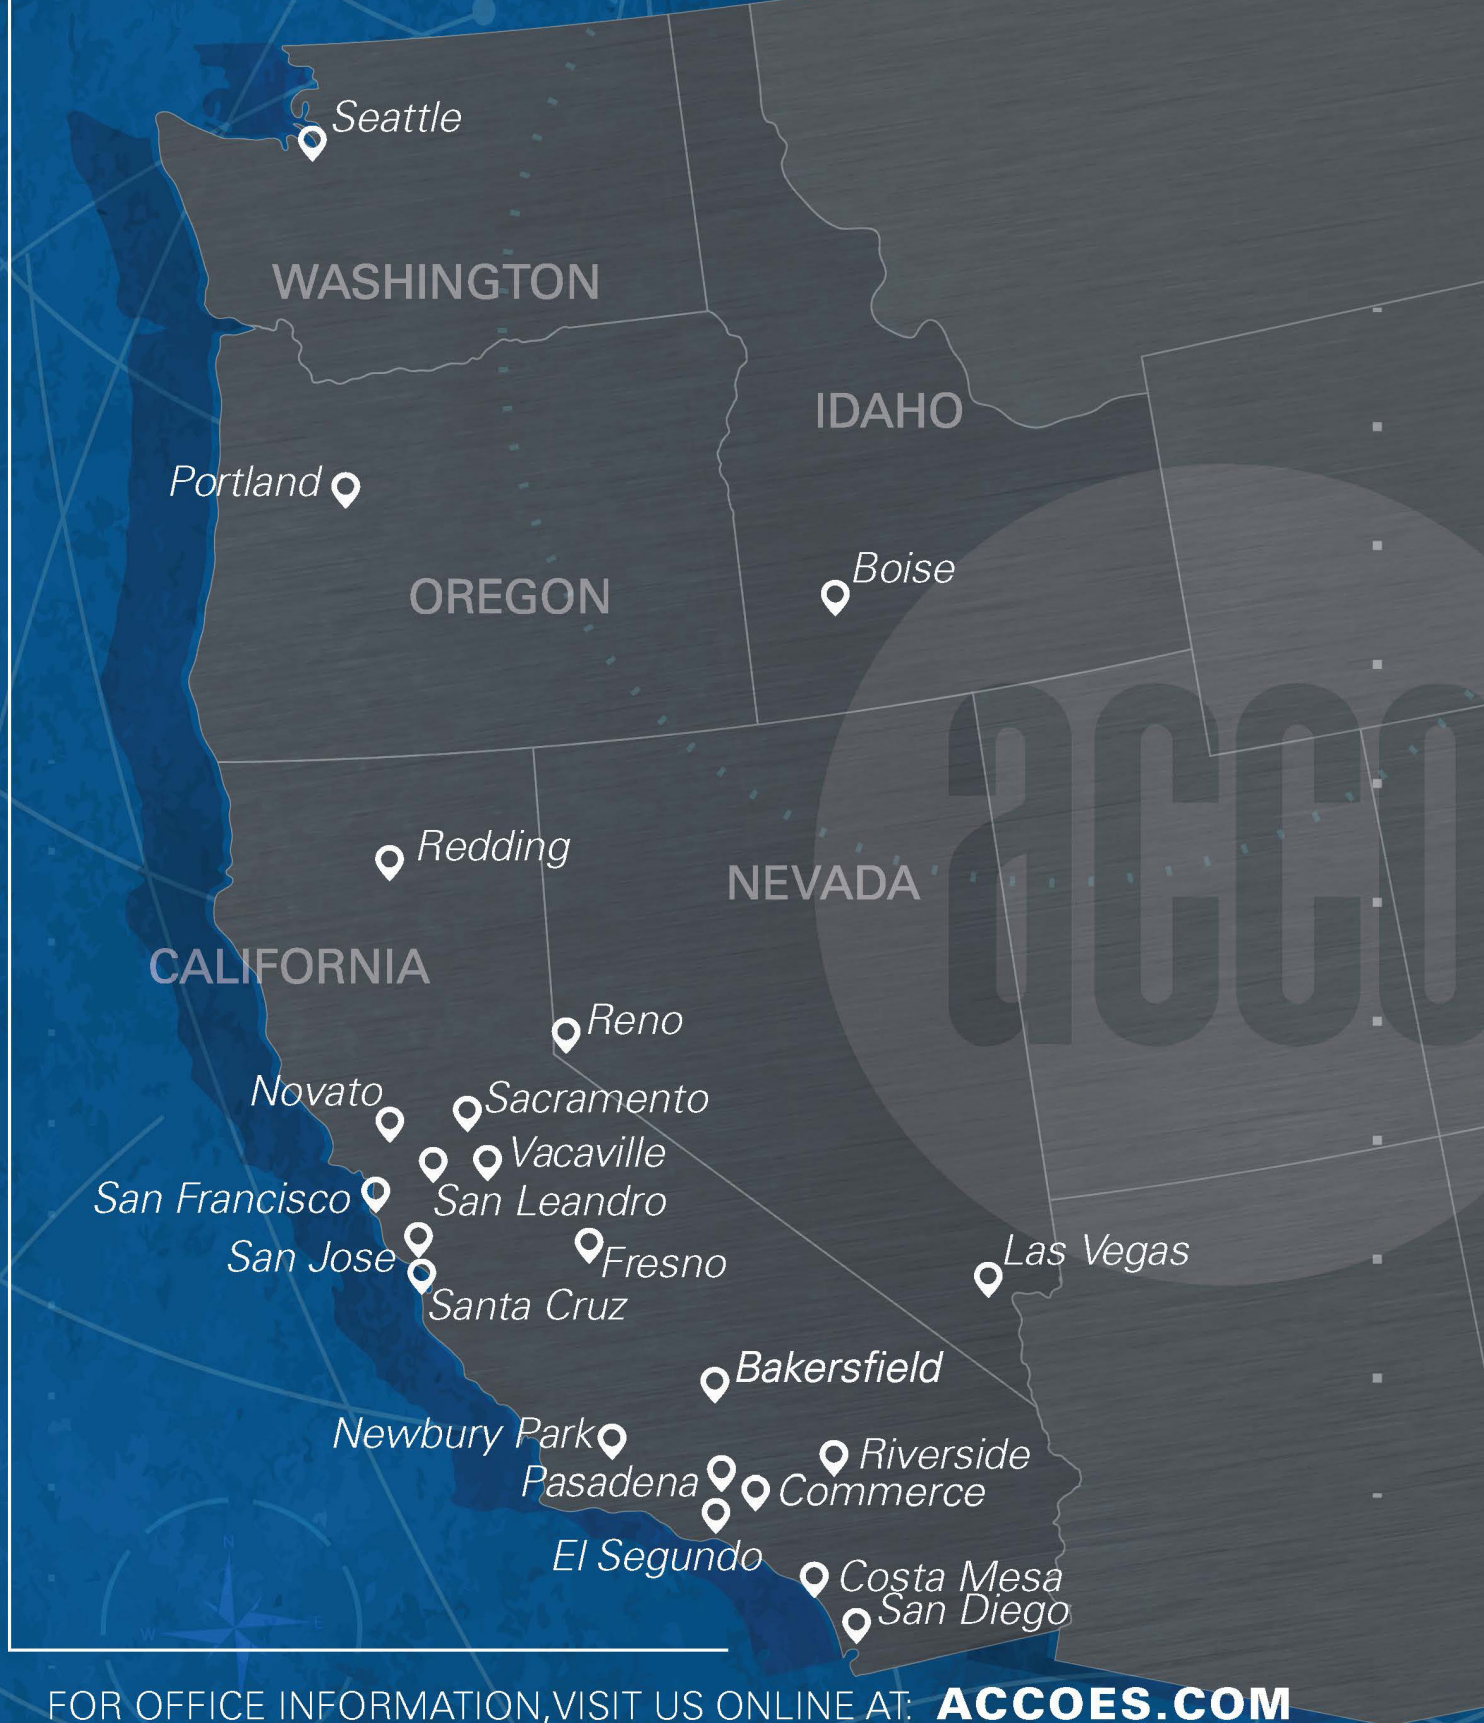 Seattle
WASHINGTON
IDAHO
Portland
Boise
OREGON
Redding
NEVADA
CALIFORNIA
Reno
Novato
Sacramento
Vacaville
San Francisco
San Leandro
San Jose
Fresno
Las Vegas
Santa Cruz
Bakersfield
Newbury Park
Riverside
Pasadena
Commerce
El Segundo
Costa Mesa
San Diego
N
W
E
FOR OFFICE INFORMATION, VISIT US ONLINE AT: ACCOES.COM